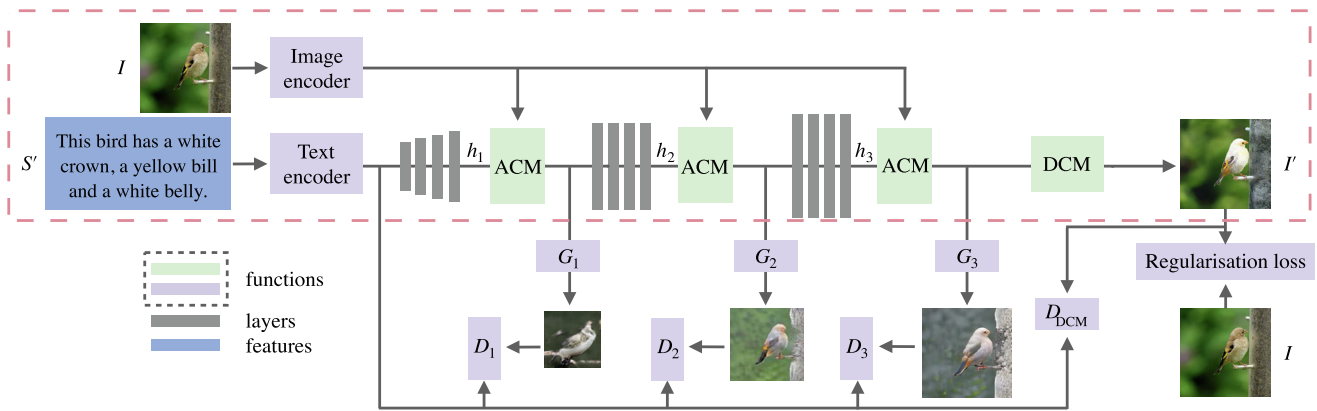 I
Image
encoder
S′
This bird has a white
crown, a yellow bill
and a white belly.
Text
encoder
h1
ACM
h2
ACM
h3
ACM
DCM
I′
functions
layers
features
G1
G2
G3
Regularisation loss
D1
D2
D3
DDCM
I